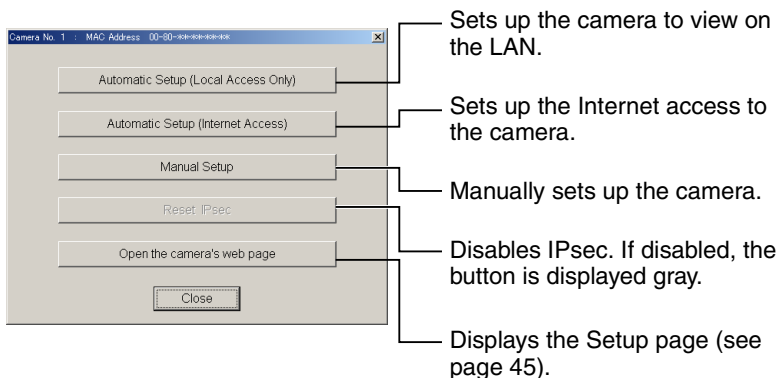 Camera No. 1 : MAC Address 00-80-**-**-**-**
Automatic Setup (Local Access Only)
Automatic Setup (Internet Access)
Manual Setup
Reset IPsec
Open the camera's web page
Close
Sets up the camera to view on
the LAN.
Sets up the Internet access to
the camera.
Manually sets up the camera.
Disables IPsec. If disabled, the
button is displayed gray.
Displays the Setup page (see
page 45).